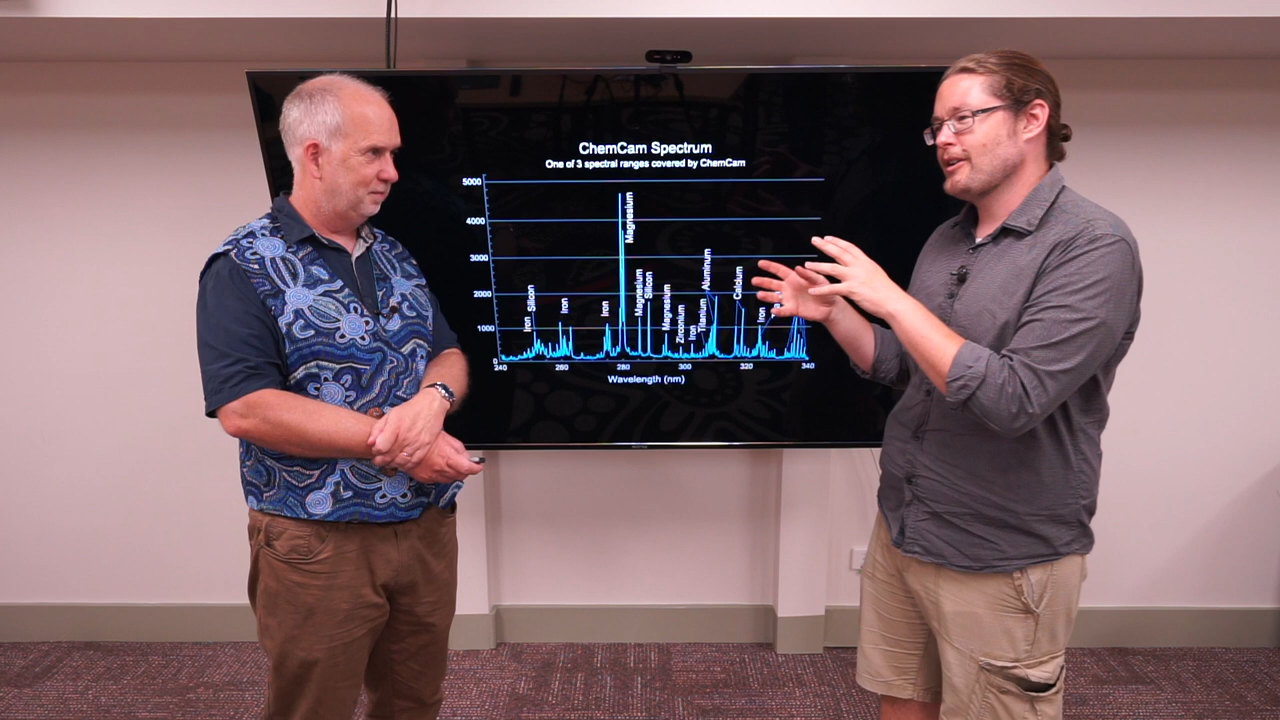 ChemCam Spectrum
One of 3 spectral ranges covered by ChemCam
5000
4000
3000
2000
1000
0
Iron
Silicon
Iron
Iron
Magnesium
Magnesium
Silicon
Magnesium
Zirconium
Iron
Titanium
Aluminum
Calcium
Iron
240
260
280
300
320
340
Wavelength (nm)